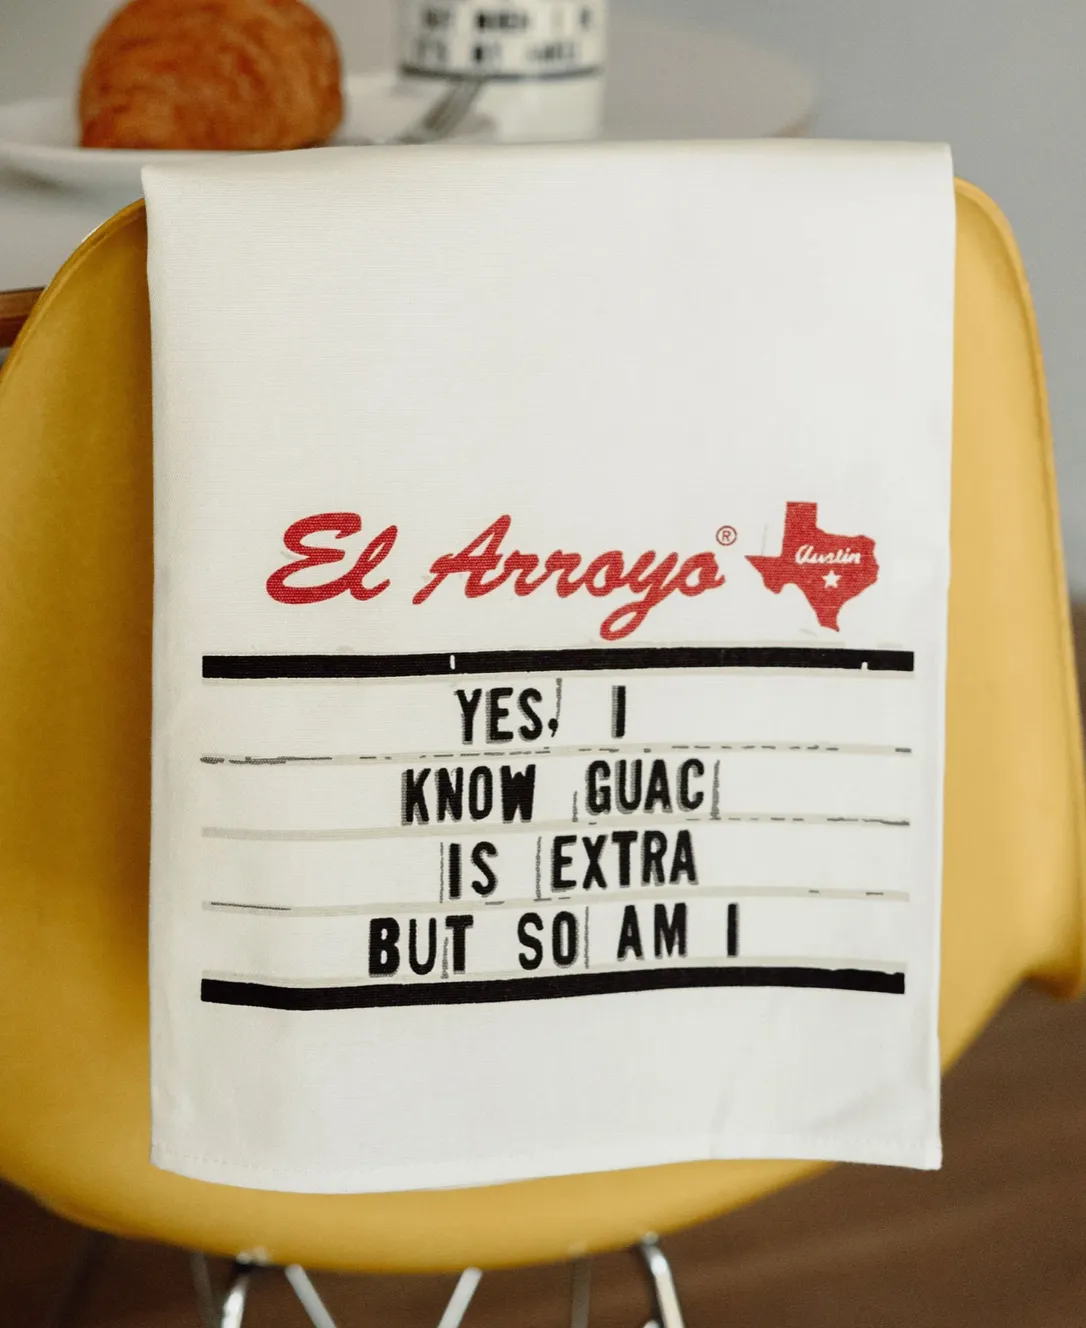 El Arroyo®
Austin
YES, I
KNOW GUAC
IS EXTRA
BUT SO AM I